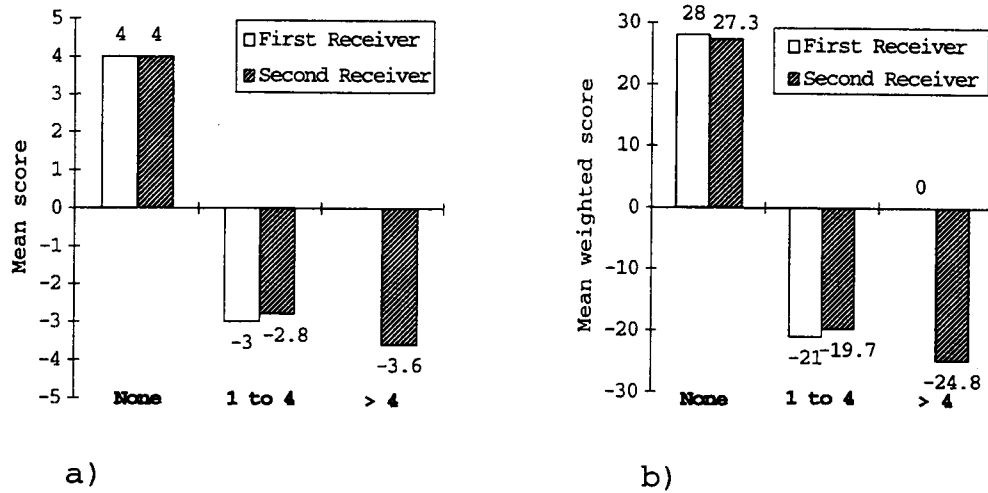 Mean score
5
4
3
2
1
0
-1
-2
-3
-4
-5
4 4
-3 -2.8
-3.6
First Receiver
Second Receiver
None 1 to 4 > 4
a)
Mean weighted score
30
20
10
0
-10
-20
-30
28 27.3
0
-21 -19.7
-24.8
First Receiver
Second Receiver
None 1 to 4 > 4
b)